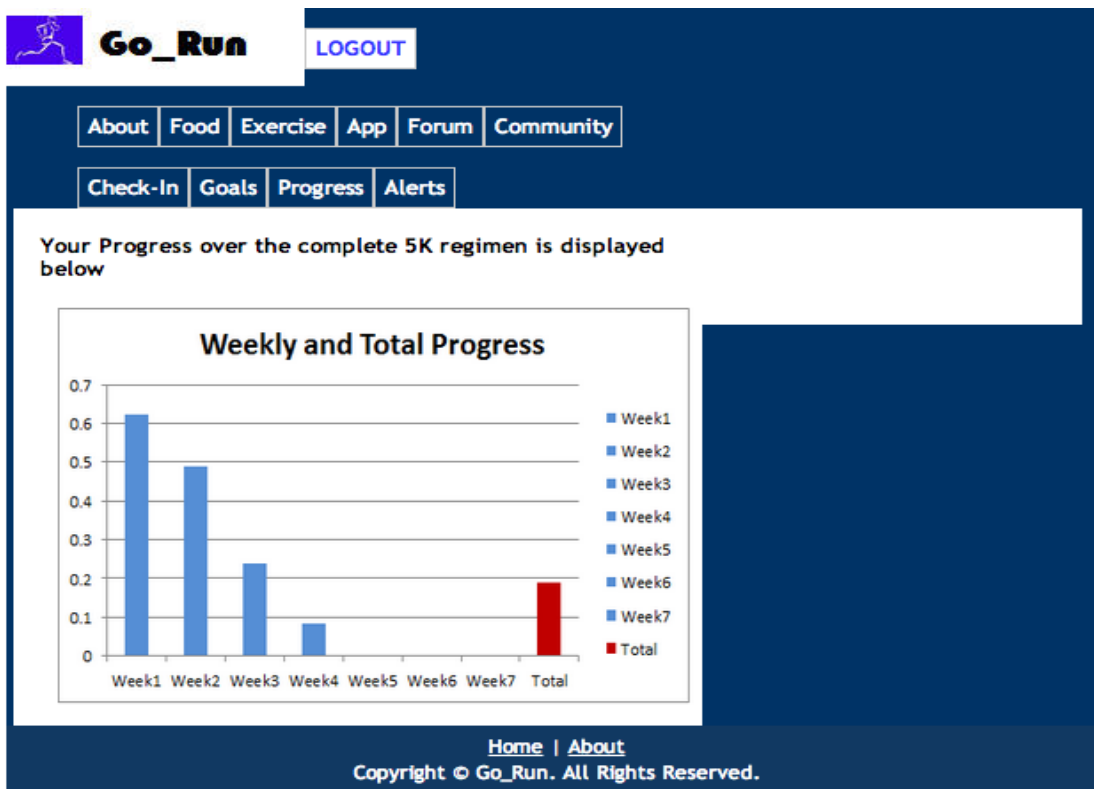 Go_Run
LOGOUT
About Food Exercise App Forum Community
Check-In Goals Progress Alerts
Your Progress over the complete 5K regimen is displayed
below
Weekly and Total Progress
0.7
0.6
0.5
0.4
0.3
0.2
0.1
0
Week1 Week2 Week3 Week4 Week5 Week6 Week7 Total
Week1
Week2
Week3
Week4
Week5
Week6
Week7
Total
Home | About
Copyright © Go_Run. All Rights Reserved.